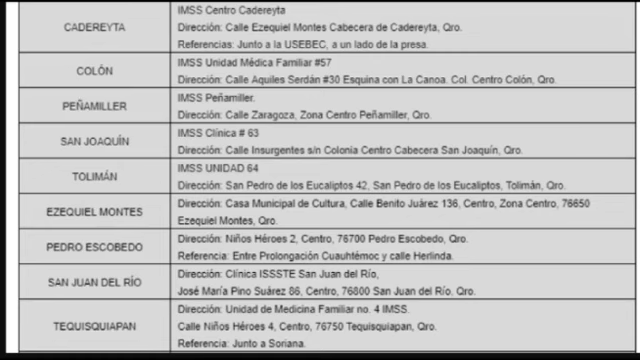 CADEREYTA
IMSS Centro Cadereyta
Dirección: Calle Ezequiel Montes Cabecera de Cadereyta, Qro.
Referencias: Junto a la USEBEC, a un lado de la presa.
COLÓN
IMSS Unidad Médica Familiar #57
Dirección: Calle Aquiles Serdán #30 Esquina con La Canoa. Col. Centro Colón, Qro.
PEÑAMILLER
IMSS Peñamiller.
Dirección: Calle Zaragoza, Zona Centro Peñamiller, Qro.
SAN JOAQUÍN
IMSS Clínica # 63
Dirección: Calle Insurgentes s/n Colonia Centro Cabecera San Joaquín, Qro.
TOLIMÁN
IMSS UNIDAD 64
Dirección: San Pedro de los Eucaliptos 42, San Pedro de los Eucaliptos, Tolimán, Qro.
EZEQUIEL MONTES
Dirección: Casa Municipal de Cultura, Calle Benito Juárez 136, Centro, Zona Centro, 76650
Ezequiel Montes, Qro.
PEDRO ESCOBEDO
Dirección: Niños Héroes 2, Centro, 76700 Pedro Escobedo, Qro.
Referencia: Entre Prolongación Cuauhtémoc y calle Herlinda.
SAN JUAN DEL RÍO
Dirección: Clínica ISSSTE San Juan del Río,
José María Pino Suárez 86, Centro, 76800 San Juan del Río, Qro.
TEQUISQUIAPAN
Dirección: Unidad de Medicina Familiar no. 4 IMSS.
Calle Niños Héroes 4, Centro, 76750 Tequisquiapan, Qro.
Referencia: Junto a Soriana.